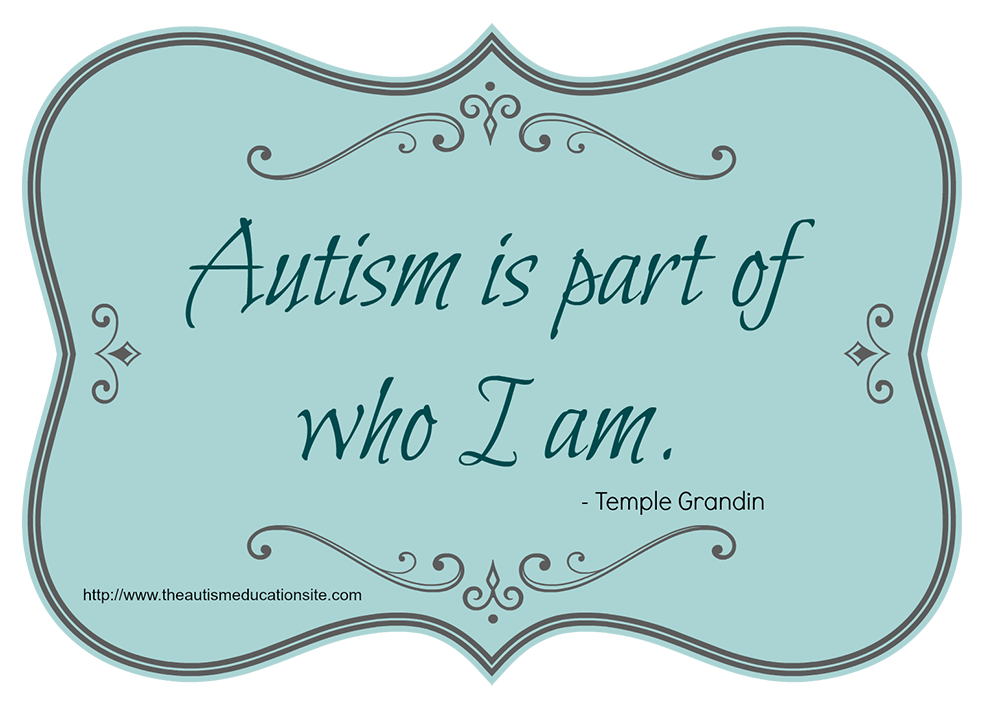 Autism is part of
who I am.
- Temple Grandin
http://www.theautismeducationsite.com